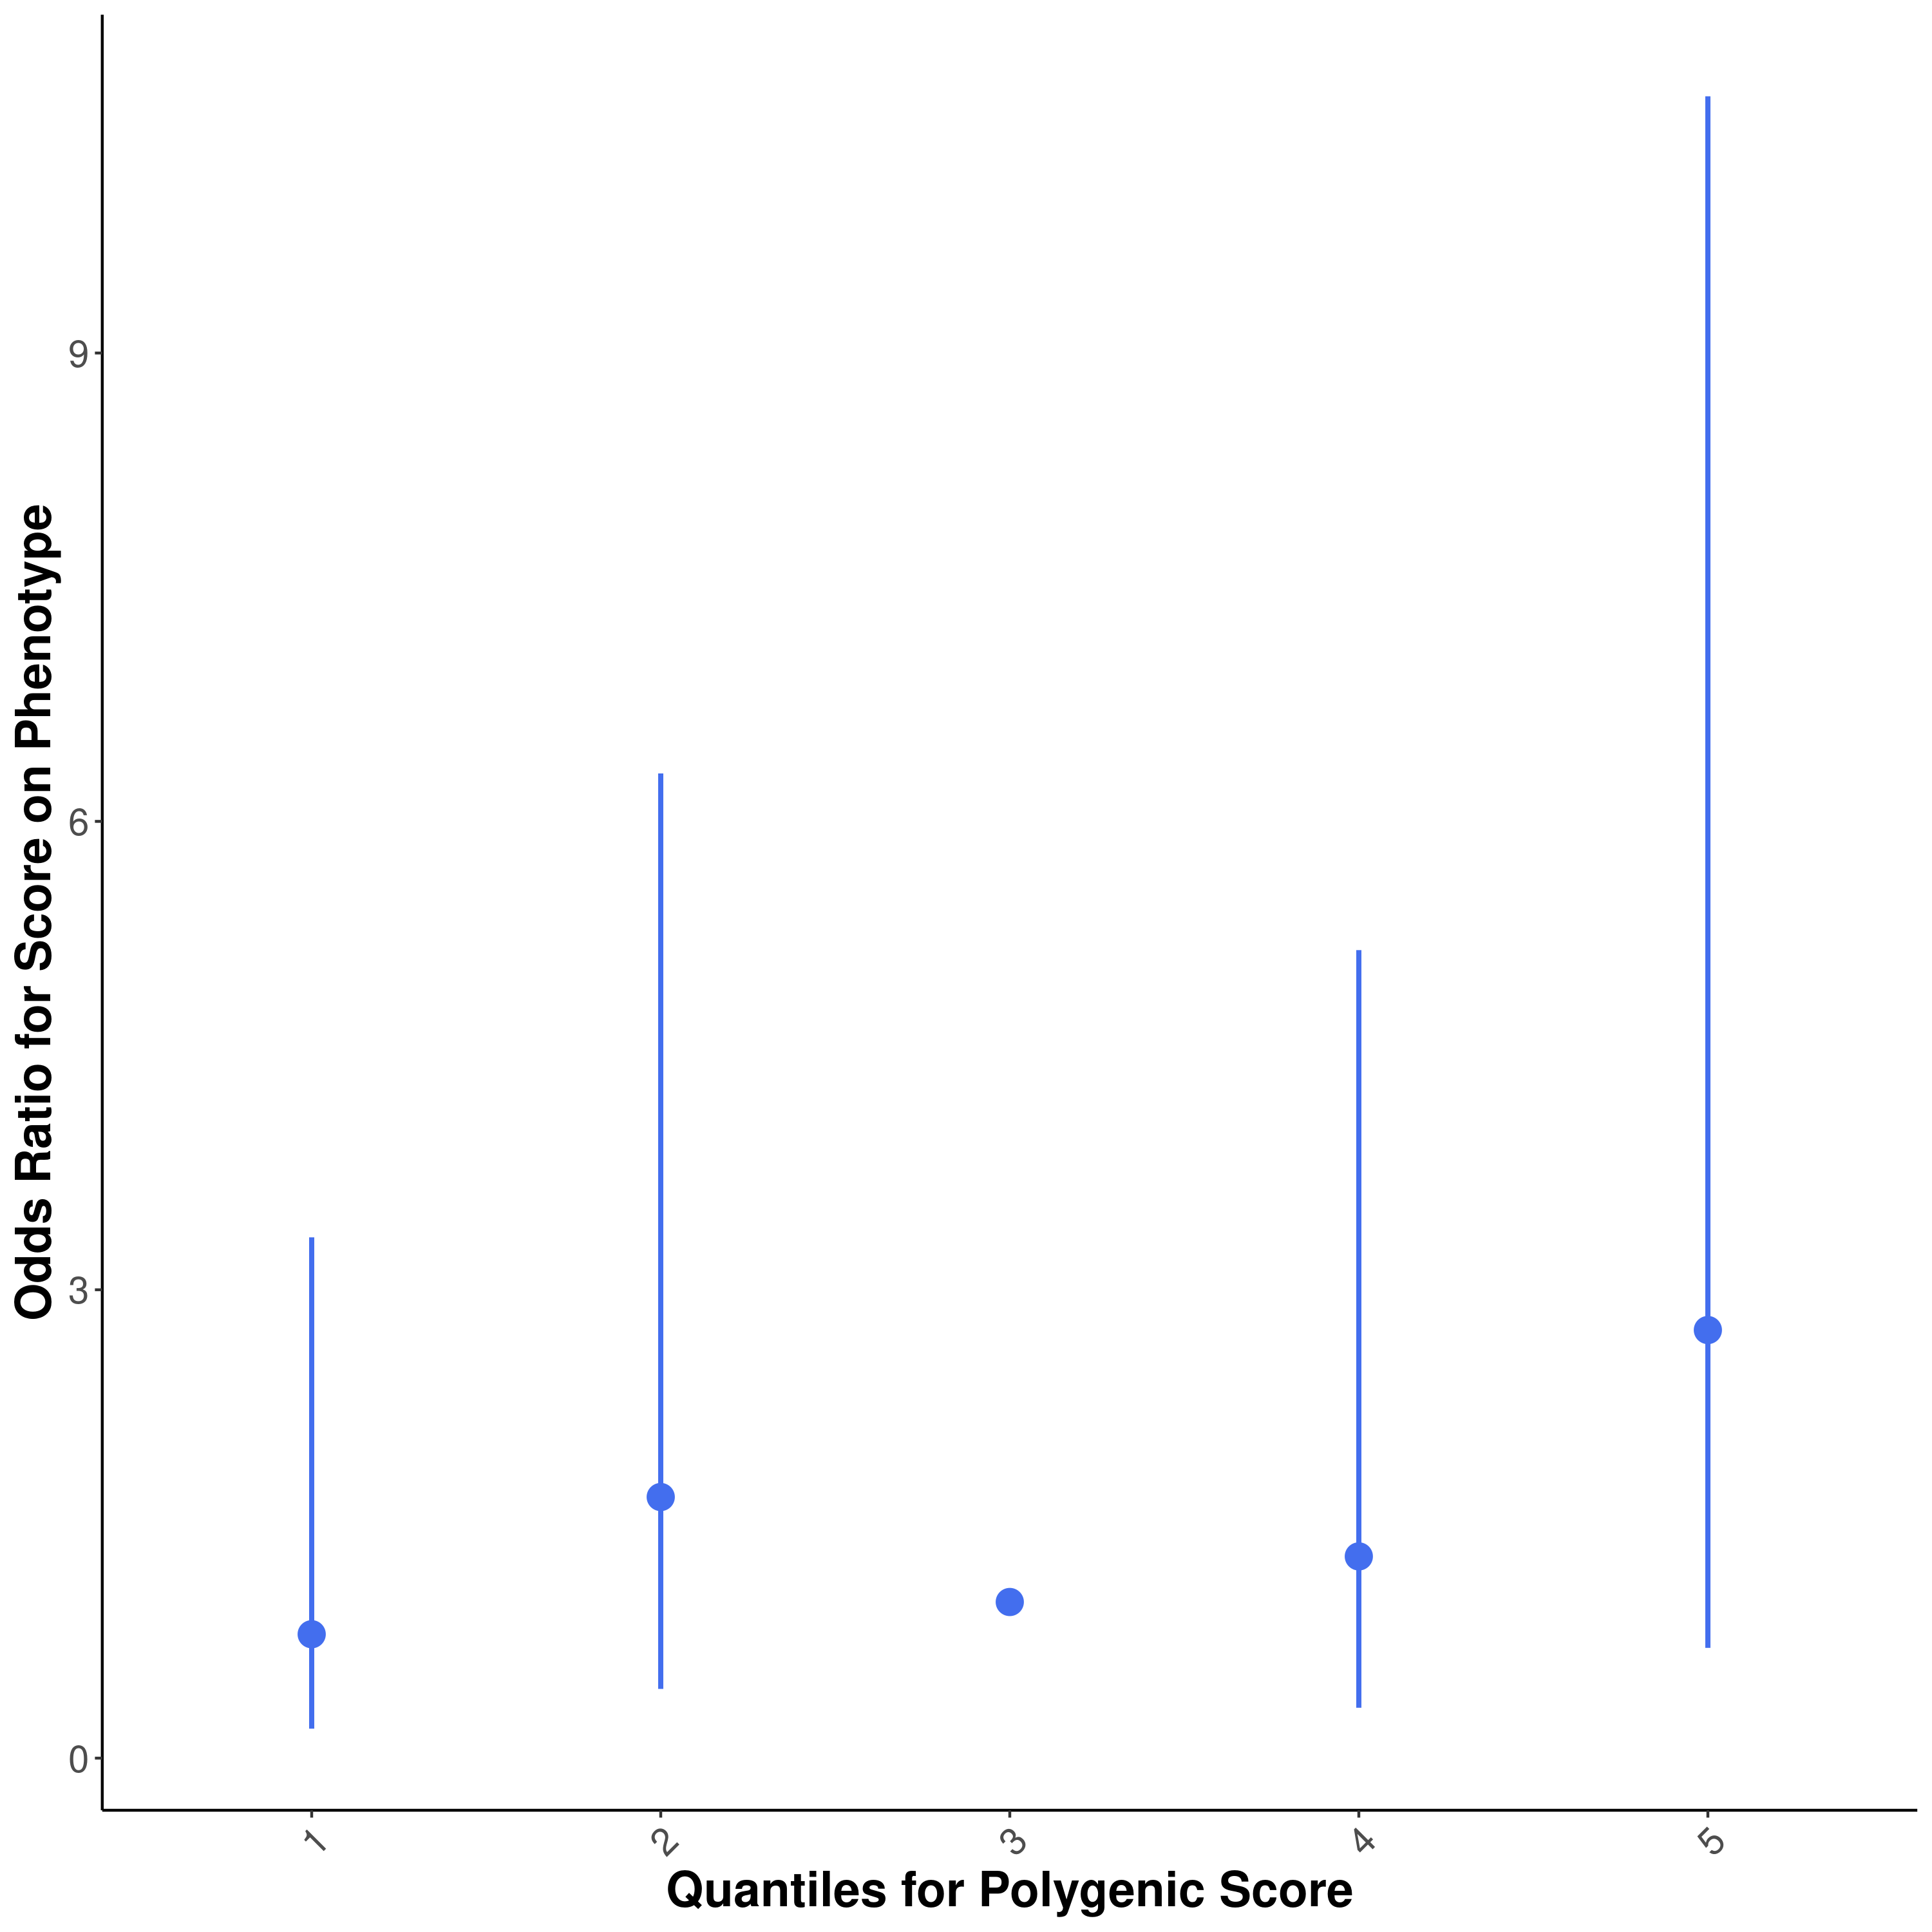 Odds Ratio for Score on Phenotype
9
6
3
0
1 2 3 4 5
Quantiles for Polygenic Score